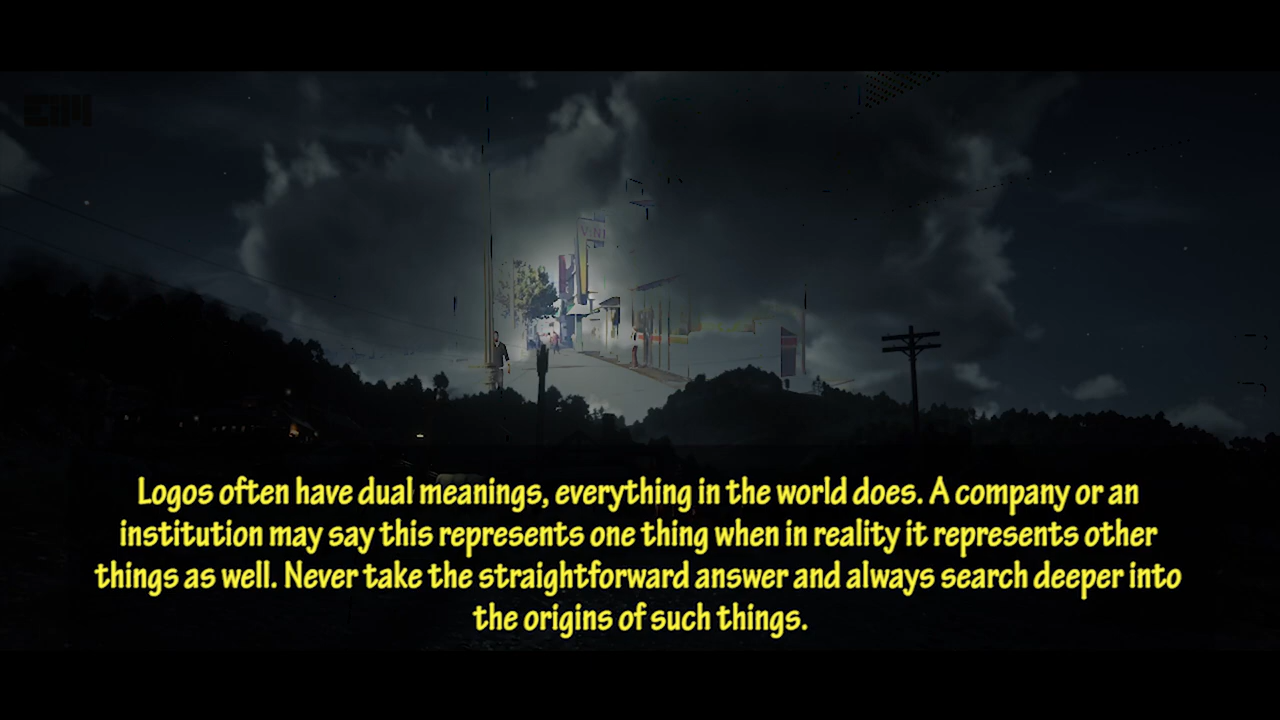 Logos often have dual meanings, everything in the world does. A company or an
institution may say this represents one thing when in reality it represents other
things as well. Never take the straightforward answer and always search deeper into
the origins of such things.